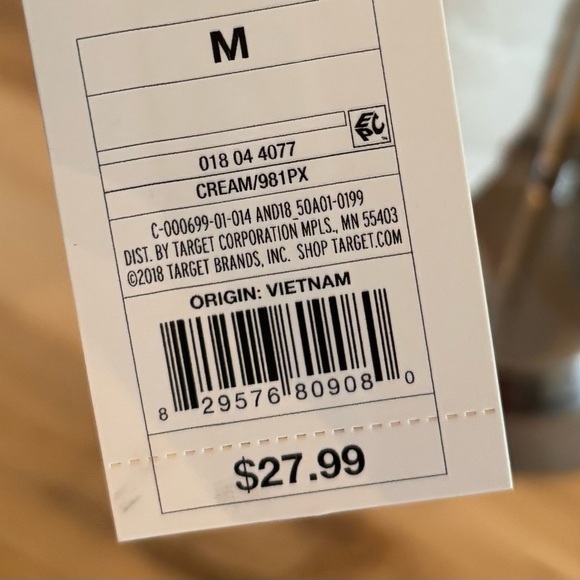 M
EPC
018 04 4077
CREAM/981PX
C-000699-01-014 AND18_50A01-0199
DIST. BY TARGET CORPORATION MPLS., MN 55403
©2018 TARGET BRANDS, INC. SHOP TARGET.COM
ORIGIN: VIETNAM
8 29576 80908 0
$27.99